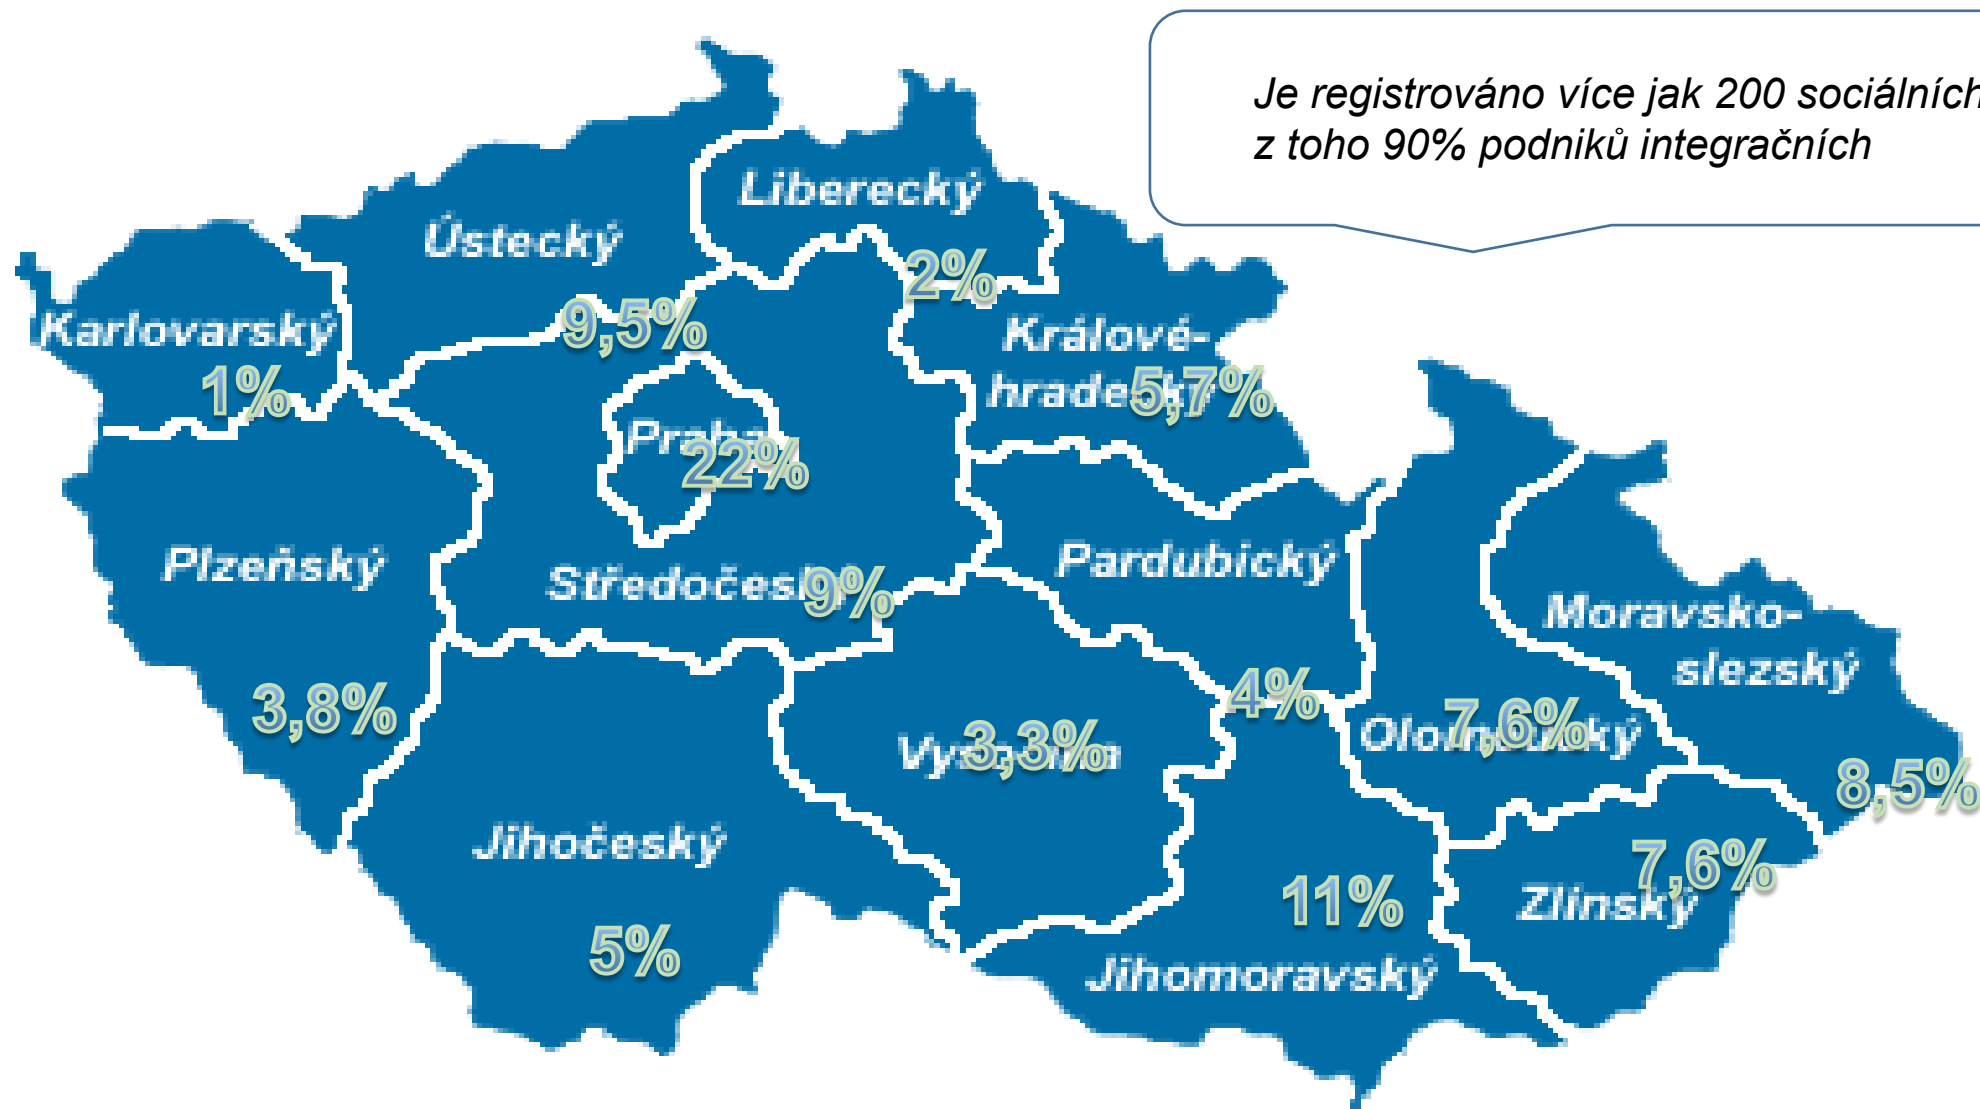 Je registrováno více jak 200 sociálních
z toho 90% podniků integračních
Liberecký
2%
Ústecký
9,5%
Karlovarský
1%
Králové-
hradecký
5,7%
Praha
22%
Plzeňský
3,8%
Středočeský
9%
Pardubický
4%
Moravsko-
slezský
8,5%
Olomoucký
7,6%
Vysočina
3,3%
Jihočeský
5%
Jihomoravský
11%
Zlínský
7,6%